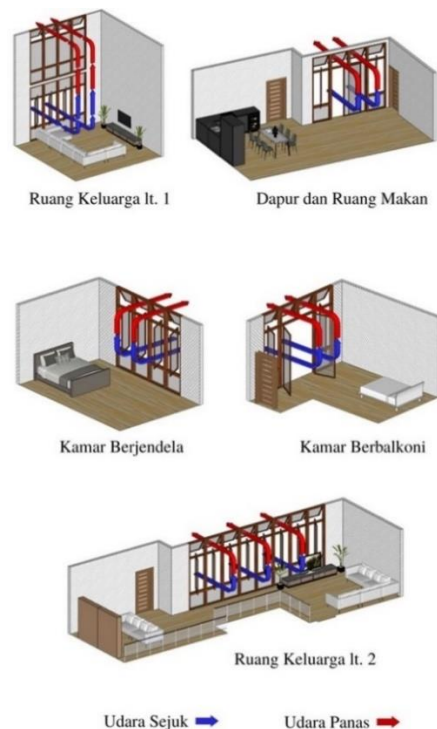 Ruang Keluarga lt. 1
Dapur dan Ruang Makan
Kamar Berjendela
Kamar Berbalkoni
Ruang Keluarga lt. 2
Udara Sejuk
Udara Panas